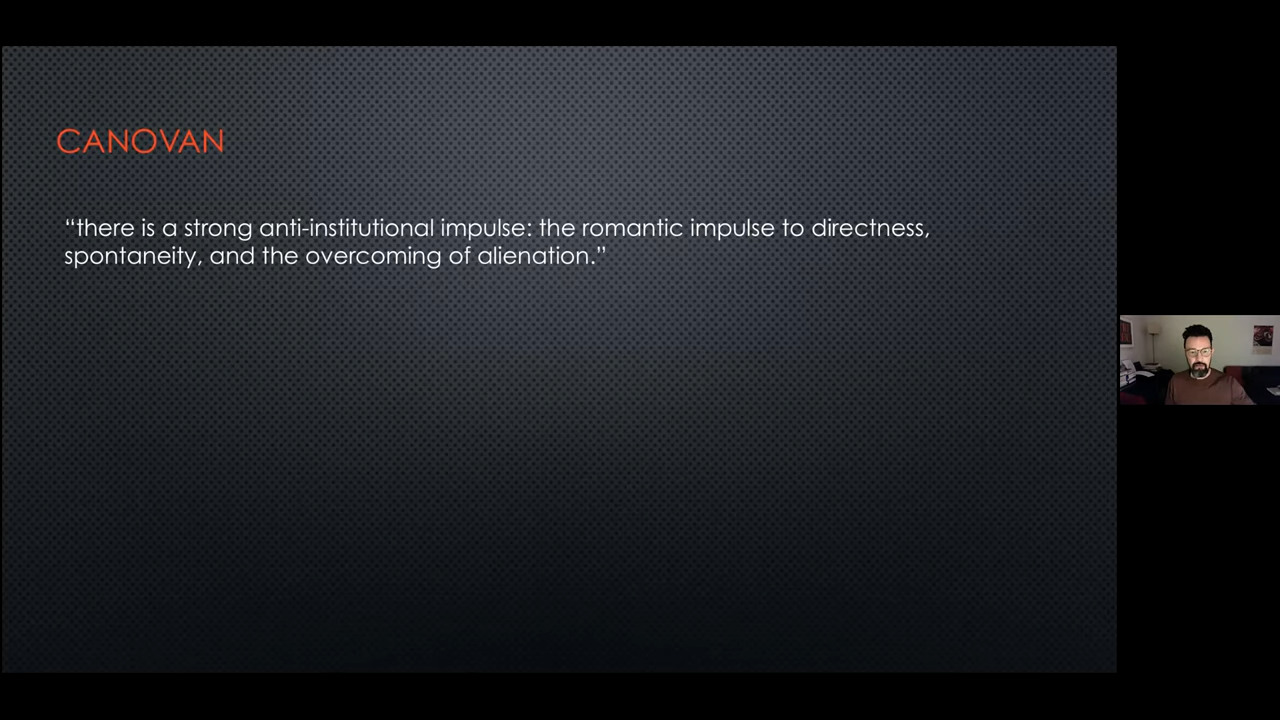 CANOVAN
“there is a strong anti-institutional impulse: the romantic impulse to directness,
spontaneity, and the overcoming of alienation.”